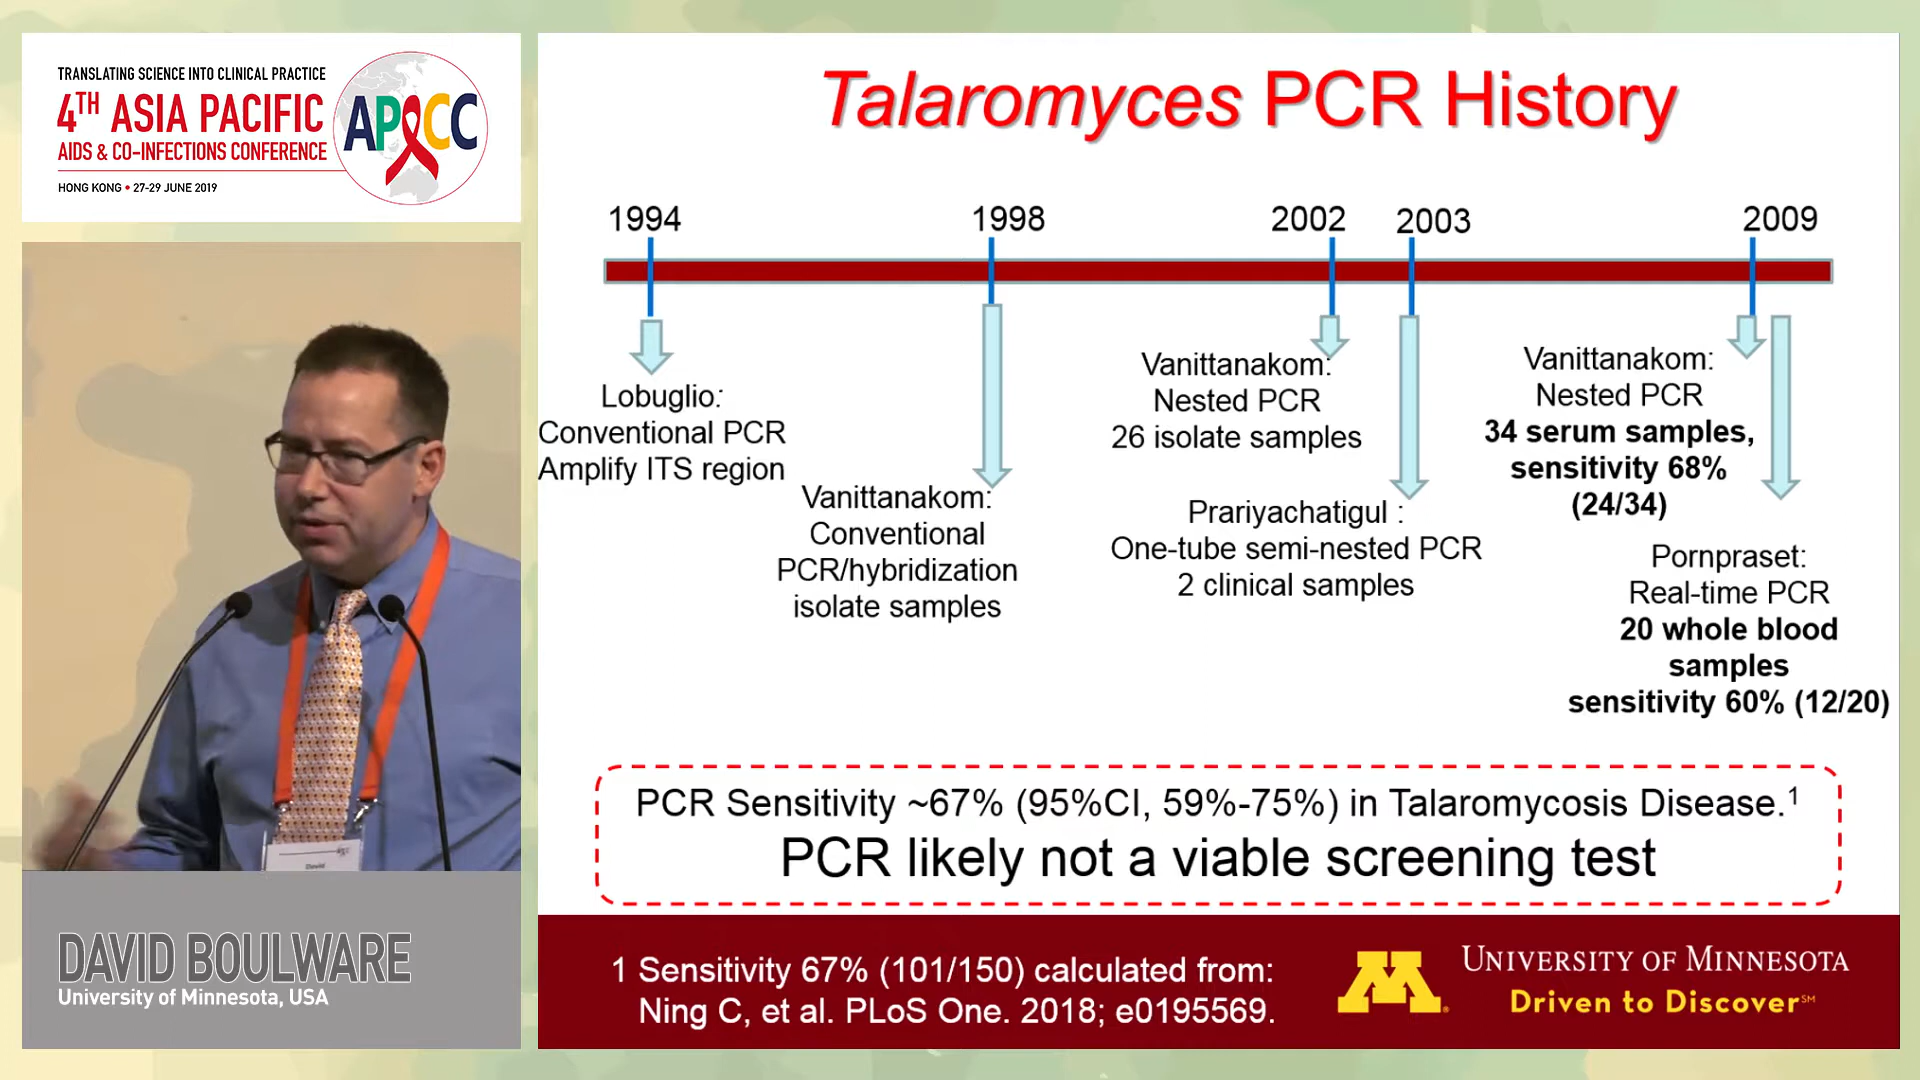 TRANSLATING SCIENCE INTO CLINICAL PRACTICE
4TH ASIA PACIFIC
AIDS & CO-INFECTIONS CONFERENCE
HONG KONG • 27-29 JUNE 2019
APACC
Talaromyces PCR History
1994
1998
2002
2003
2009
Lobuglio:
Conventional PCR
Amplify ITS region
Vanittanakom:
Conventional
PCR/hybridization
isolate samples
Vanittanakom:
Nested PCR
26 isolate samples
Prariyachatigul :
One-tube semi-nested PCR
2 clinical samples
Vanittanakom:
Nested PCR
34 serum samples,
sensitivity 68%
(24/34)
Pornpraset:
Real-time PCR
20 whole blood
samples
sensitivity 60% (12/20)
PCR Sensitivity ~67% (95%CI, 59%-75%) in Talaromycosis Disease.1
PCR likely not a viable screening test
1 Sensitivity 67% (101/150) calculated from:
Ning C, et al. PLoS One. 2018; e0195569.
M
UNIVERSITY OF MINNESOTA
Driven to Discover℠
David
DAVID BOULWARE
University of Minnesota, USA